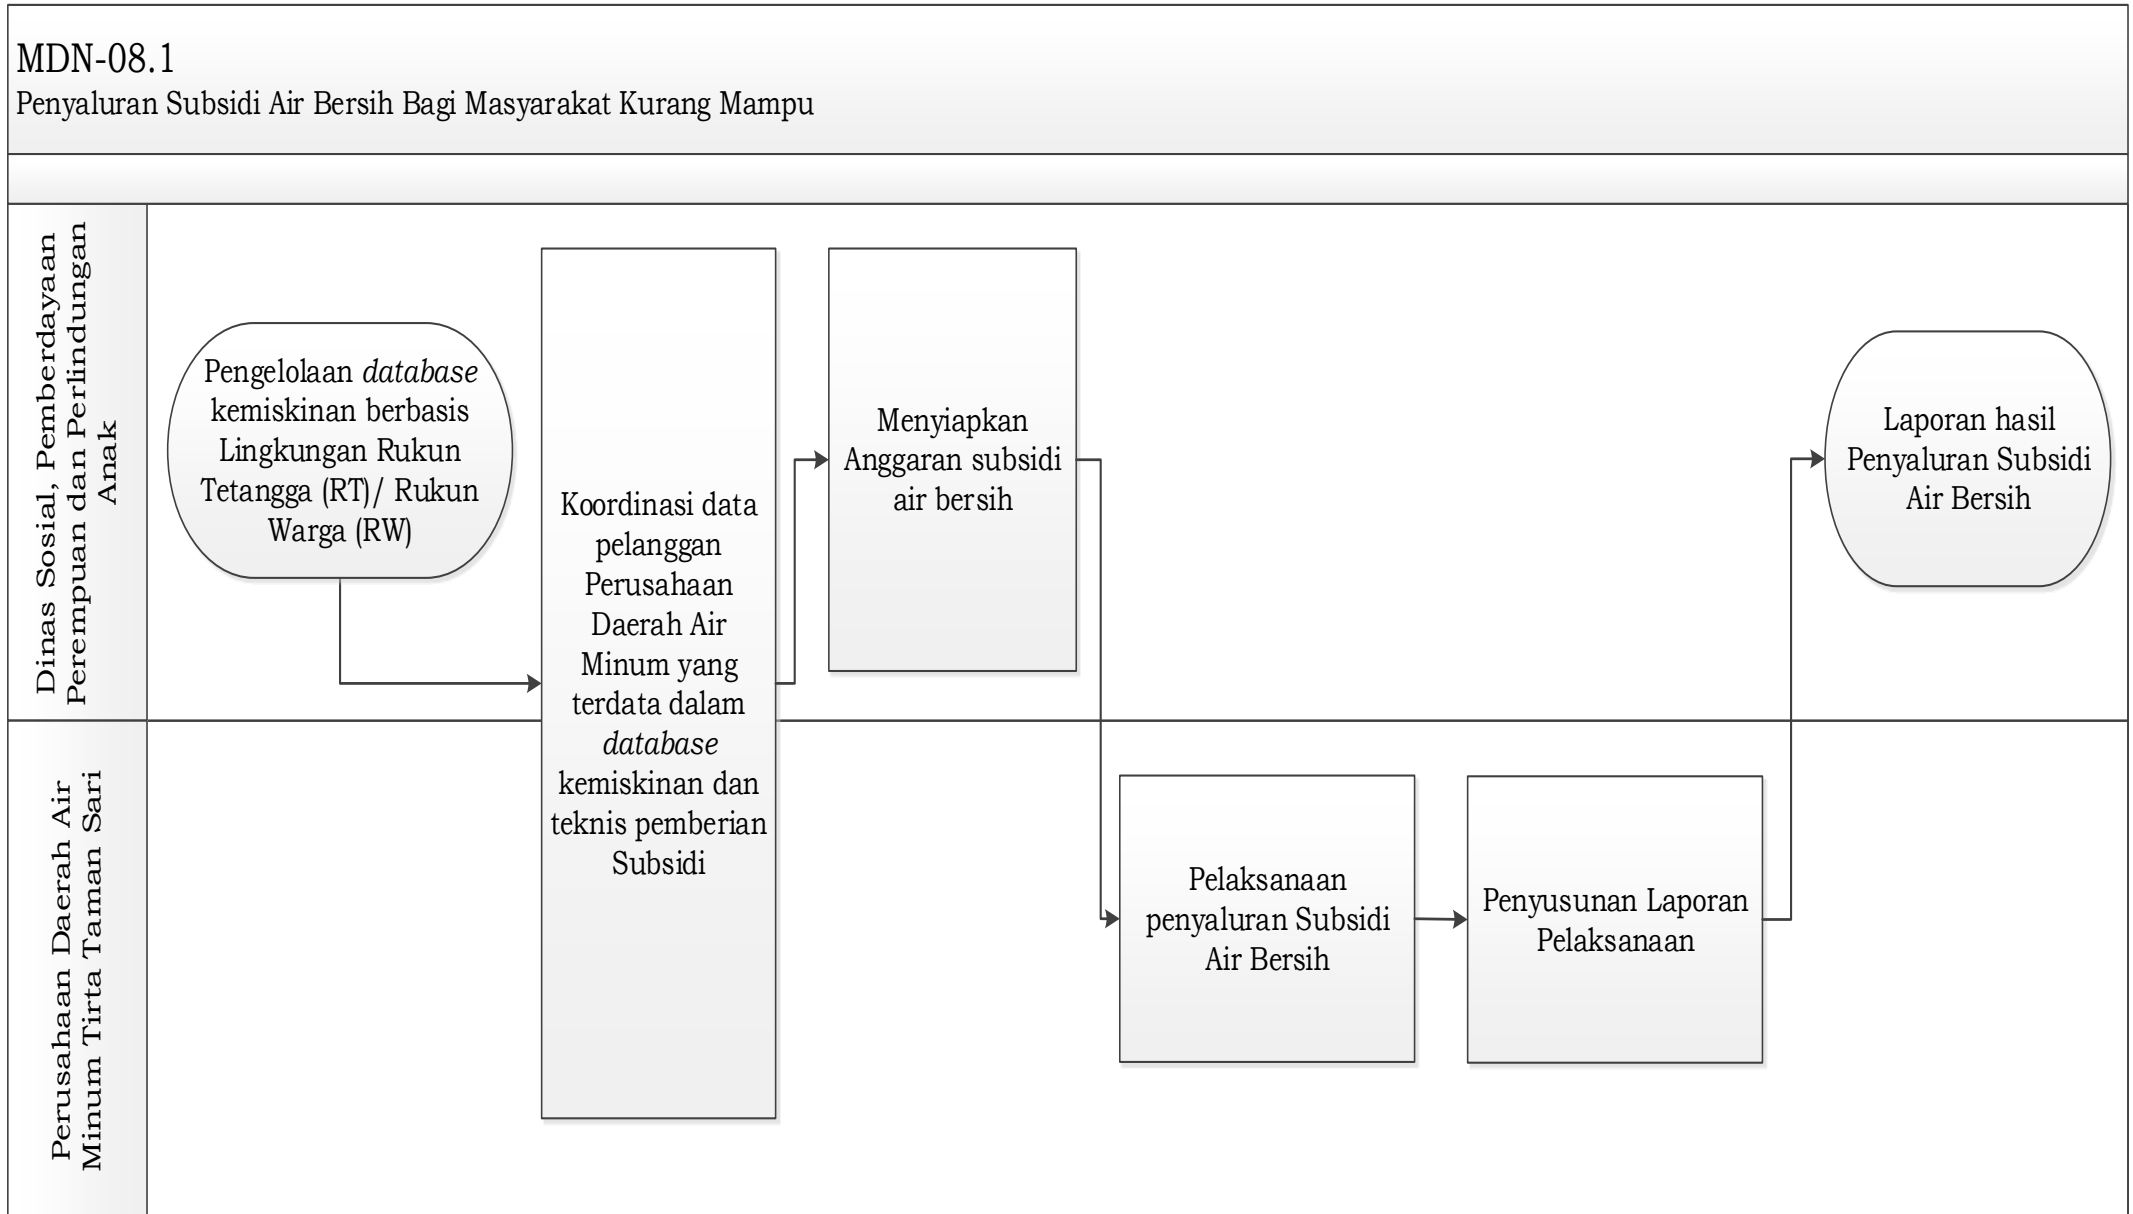 MDN-08.1
Penyaluran Subsidi Air Bersih Bagi Masyarakat Kurang Mampu
Dinas Sosial, Pemberdayaan
Perempuan dan Perlindungan
Anak
Pengelolaan database
kemiskinan berbasis
Lingkungan Rukun
Tetangga (RT)/ Rukun
Warga (RW)
Koordinasi data
pelanggan
Perusahaan
Daerah Air
Minum yang
terdata dalam
database
kemiskinan dan
teknis pemberian
Subsidi
Menyiapkan
Anggaran subsidi
air bersih
Laporan hasil
Penyaluran Subsidi
Air Bersih
Perusahaan Daerah Air
Minum Tirta Taman Sari
Pelaksanaan
penyaluran Subsidi
Air Bersih
Penyusunan Laporan
Pelaksanaan